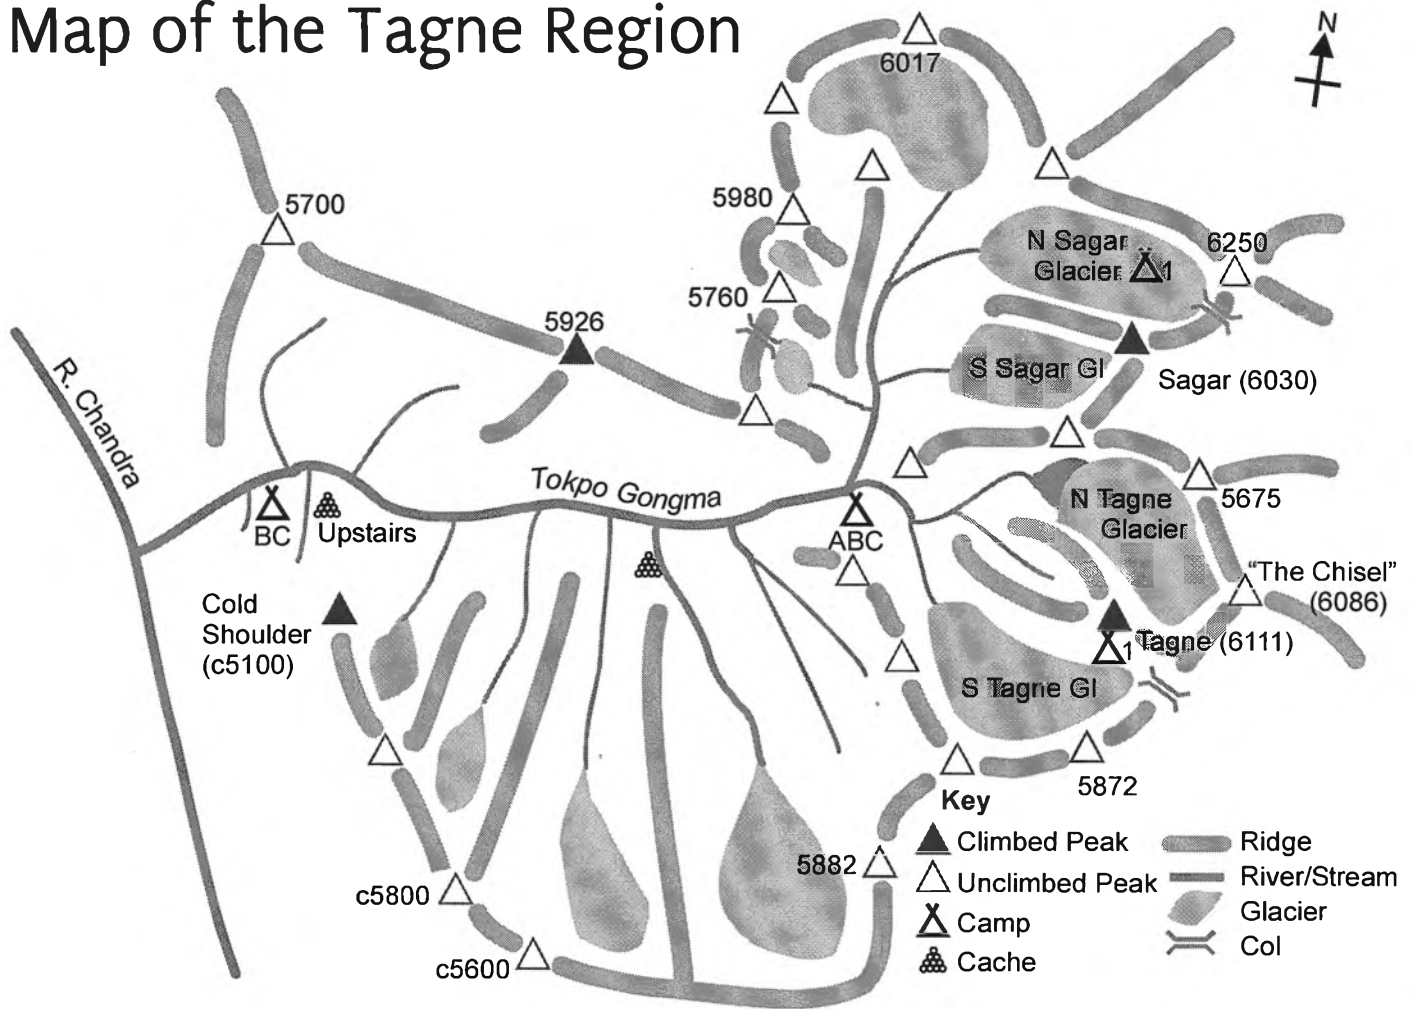 Map of the Tagne Region
N
6017
5700
5980
6250
N Sagar
Glacier
1
5760
5926
S Sagar Gl
Sagar (6030)
R. Chandra
Tokpo Gongma
N Tagne
Glacier
5675
BC
Upstairs
ABC
"The Chisel"
(6086)
Cold
Shoulder
(c5100)
1
Tagne (6111)
S Tagne Gl
5872
5882
c5800
c5600
Key
Climbed Peak
Unclimbed Peak
Camp
Cache
Ridge
River/Stream
Glacier
Col